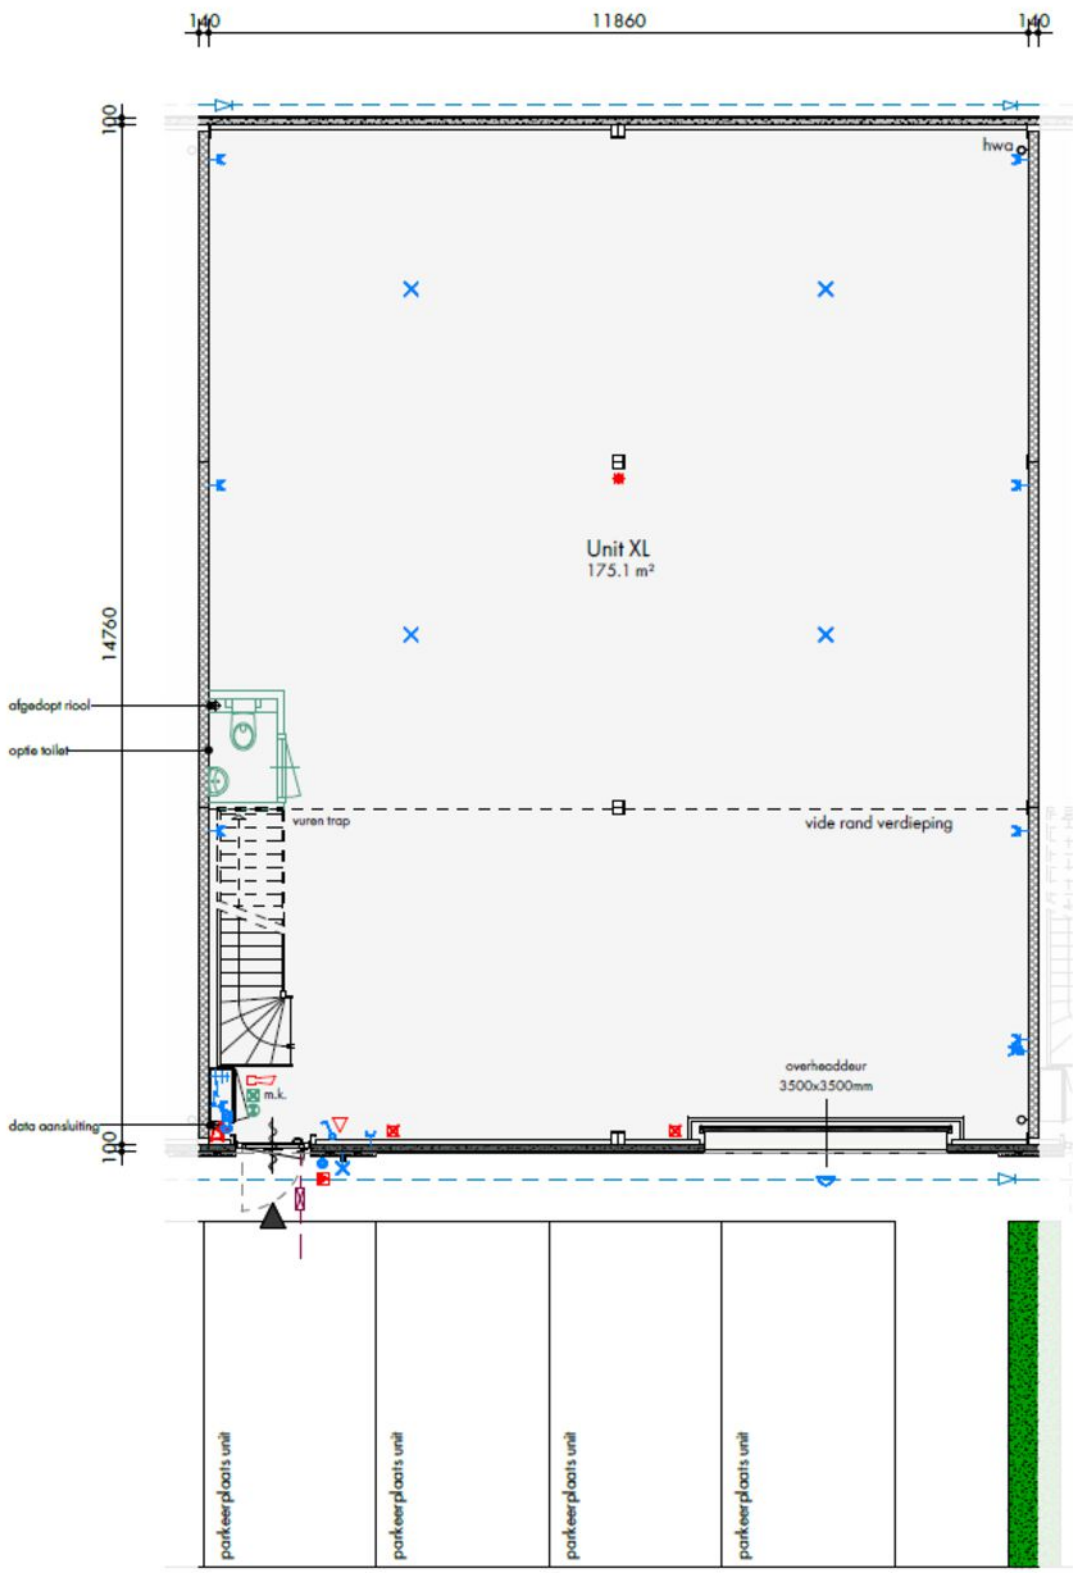 140
11860
140
100
hwa
Unit XL
175.1 m²
14760
afgedopt riool
optie toilet
vuren trap
vide rand verdieping
overheaddeur
3500x3500mm
m.k.
data aansluiting
100
parkeerplaats unit
parkeerplaats unit
parkeerplaats unit
parkeerplaats unit